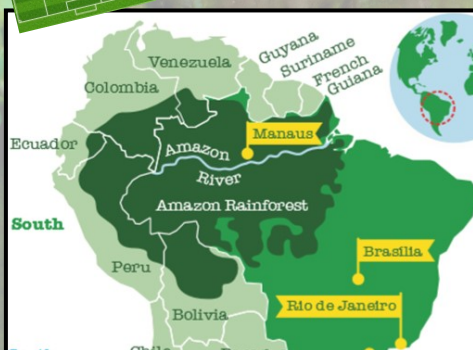 Guyana
Suriname
French
Guiana
Venezuela
Colombia
Manaus
Ecuador
Amazon
River
Amazon Rainforest
South
Brasília
Peru
Rio de Janeiro
Bolivia